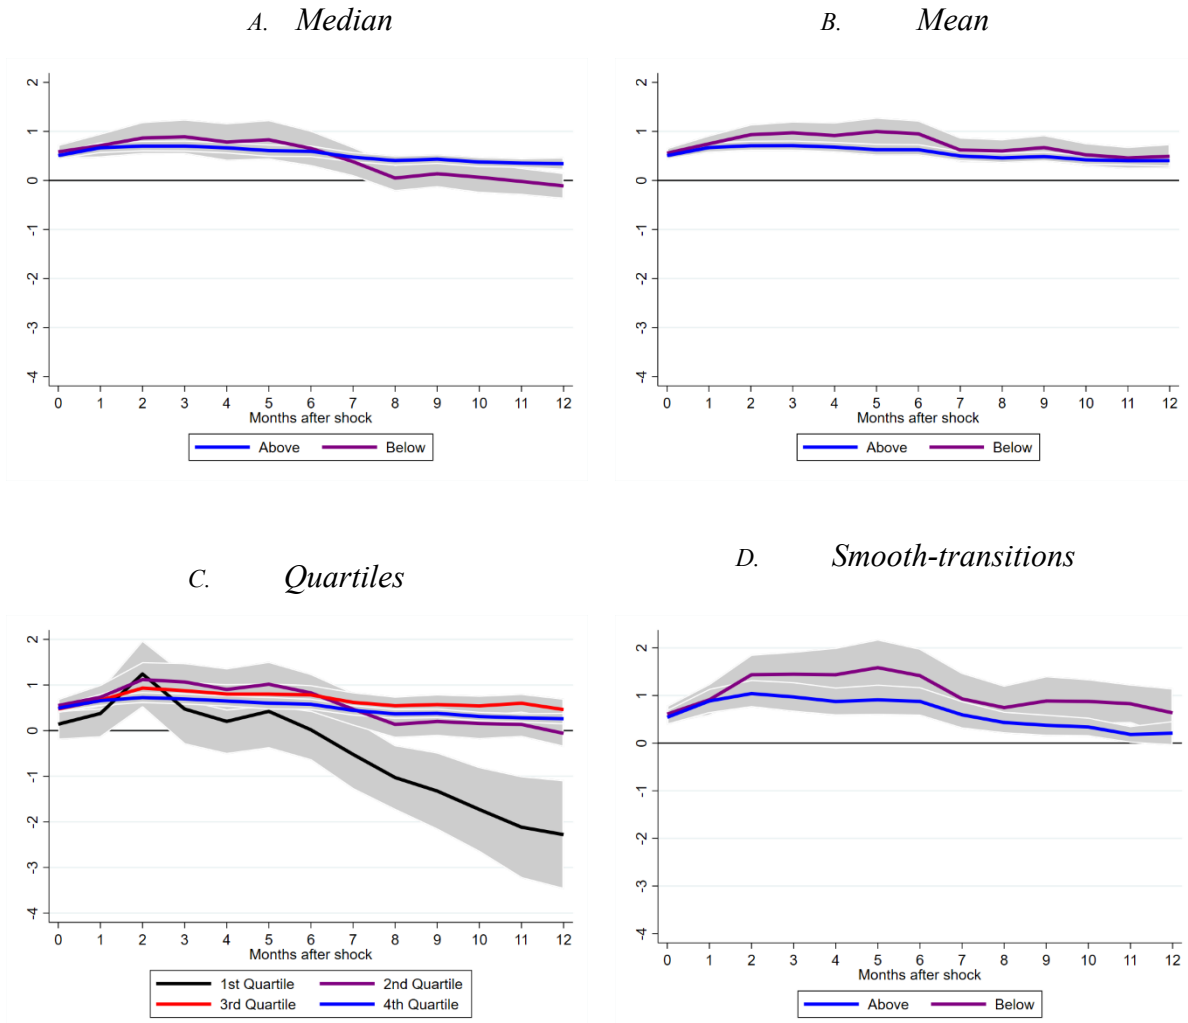 A. Median
B. Mean
2
1
0
-1
-2
-3
-4
0 1 2 3 4 5 6 7 8 9 10 11 12
Months after shock
Above Below
2
1
0
-1
-2
-3
-4
0 1 2 3 4 5 6 7 8 9 10 11 12
Months after shock
Above Below
C. Quartiles
D. Smooth-transitions
2
1
0
-1
-2
-3
-4
0 1 2 3 4 5 6 7 8 9 10 11 12
Months after shock
1st Quartile 2nd Quartile
3rd Quartile 4th Quartile
2
1
0
-1
-2
-3
-4
0 1 2 3 4 5 6 7 8 9 10 11 12
Months after shock
Above Below